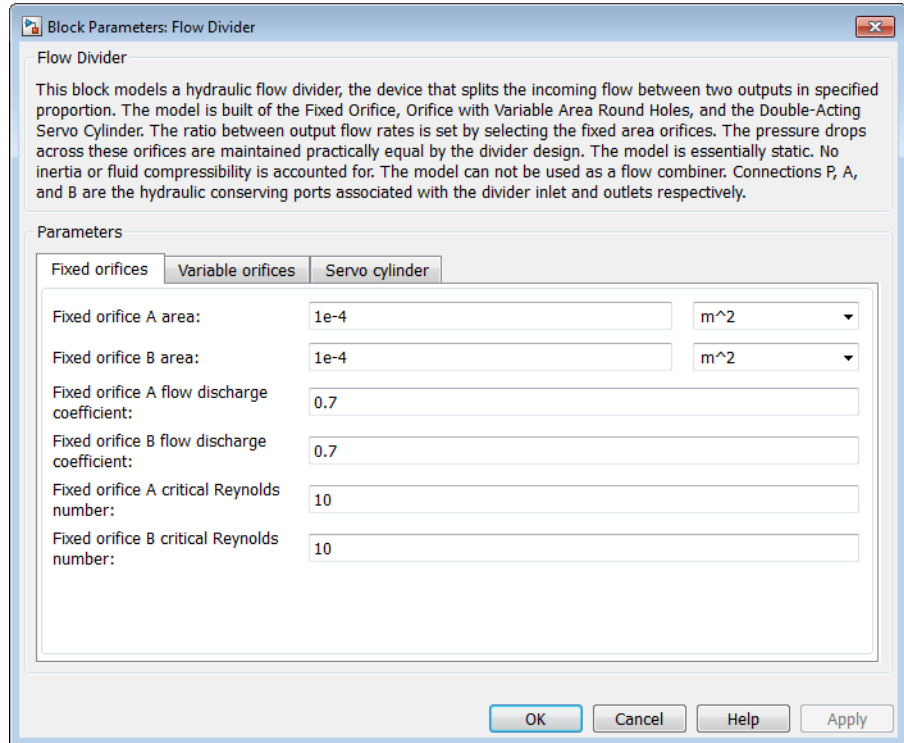 Block Parameters: Flow Divider
Flow Divider
This block models a hydraulic flow divider, the device that splits the incoming flow between two outputs in specified
proportion. The model is built of the Fixed Orifice, Orifice with Variable Area Round Holes, and the Double-Acting
Servo Cylinder. The ratio between output flow rates is set by selecting the fixed area orifices. The pressure drops
across these orifices are maintained practically equal by the divider design. The model is essentially static. No
inertia or fluid compressibility is accounted for. The model can not be used as a flow combiner. Connections P, A,
and B are the hydraulic conserving ports associated with the divider inlet and outlets respectively.
Parameters
Fixed orifices Variable orifices Servo cylinder
Fixed orifice A area: 1e-4 m^2
Fixed orifice B area: 1e-4 m^2
Fixed orifice A flow discharge
coefficient: 0.7
Fixed orifice B flow discharge
coefficient: 0.7
Fixed orifice A critical Reynolds
number: 10
Fixed orifice B critical Reynolds
number: 10
OK Cancel Help Apply